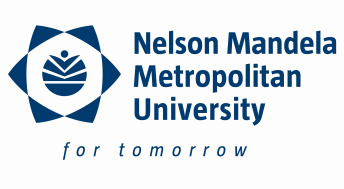 Nelson Mandela
Metropolitan
University
for tomorrow